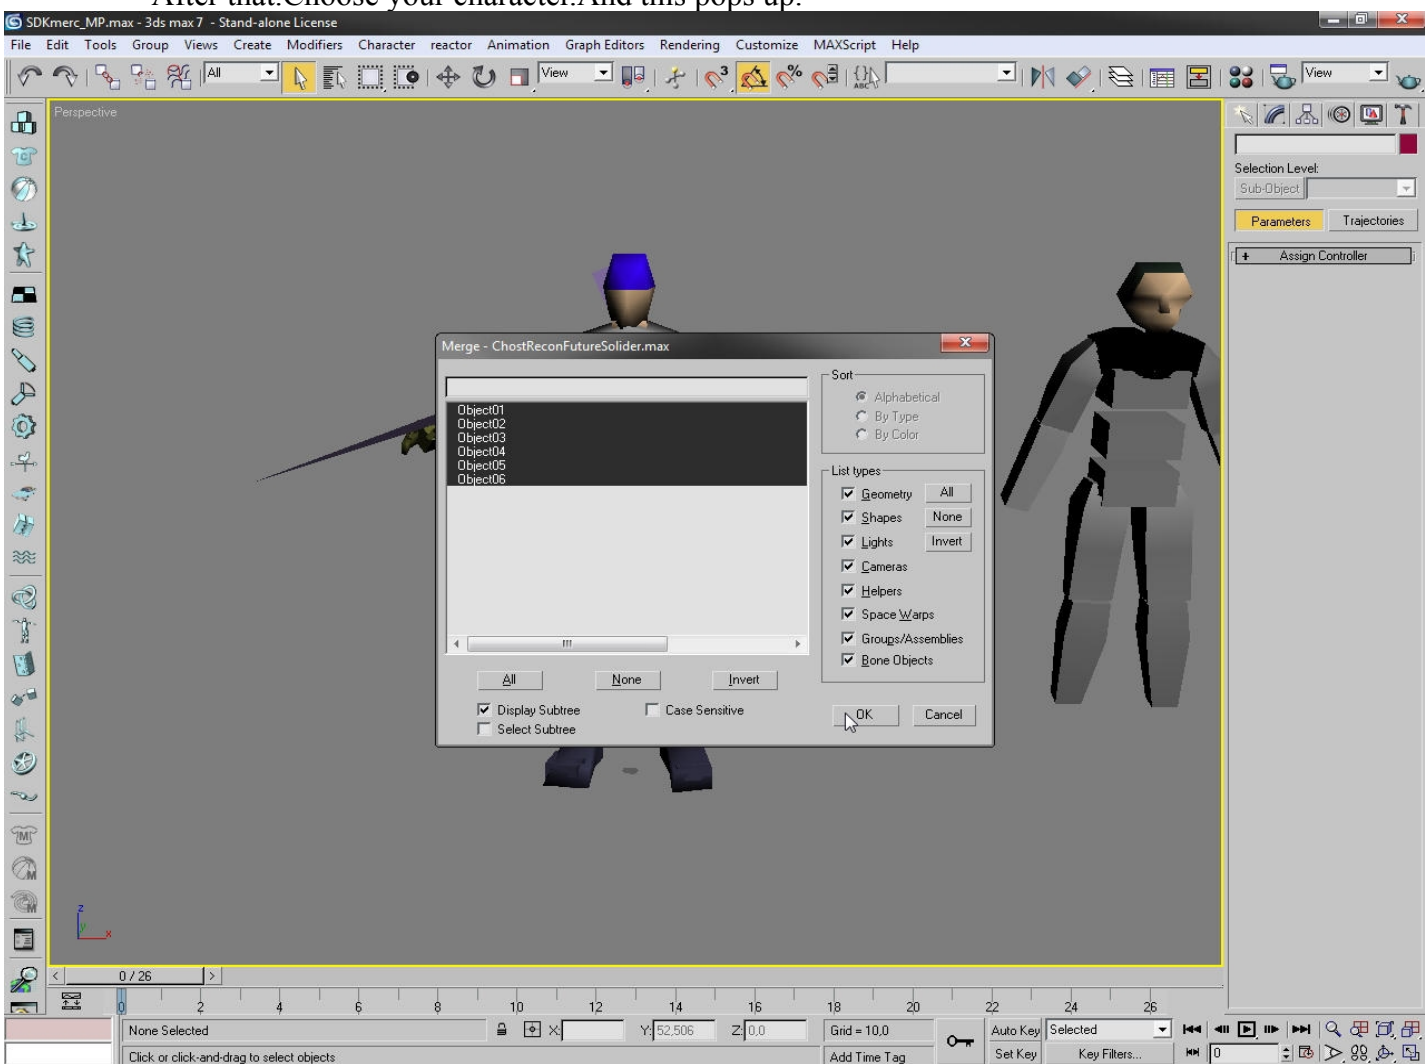 After that.Choose your character.And this pops up.
SDKmerc_MP.max - 3ds max 7 - Stand-alone License
File Edit Tools Group Views Create Modifiers Character reactor Animation Graph Editors Rendering Customize MAXScript Help
All View View
Perspective
Selection Level:
Sub-Object
Parameters Trajectories
+ Assign Controller
Merge - ChostReconFutureSolider.max
Object01
Object02
Object03
Object04
Object05
Object06
Sort
Alphabetical
By Type
By Color
List types
Geometry All
Shapes None
Lights Invert
Cameras
Helpers
Space Warps
Groups/Assemblies
Bone Objects
All None Invert
Display Subtree Case Sensitive
Select Subtree
OK Cancel
z
y x
< 0 / 26 >
0 2 4 6 8 10 12 14 16 18 20 22 24 26
None Selected X: Y: 52,506 Z: 0,0 Grid = 10,0 Auto Key Selected
Click or click-and-drag to select objects Add Time Tag Set Key Key Filters... 0